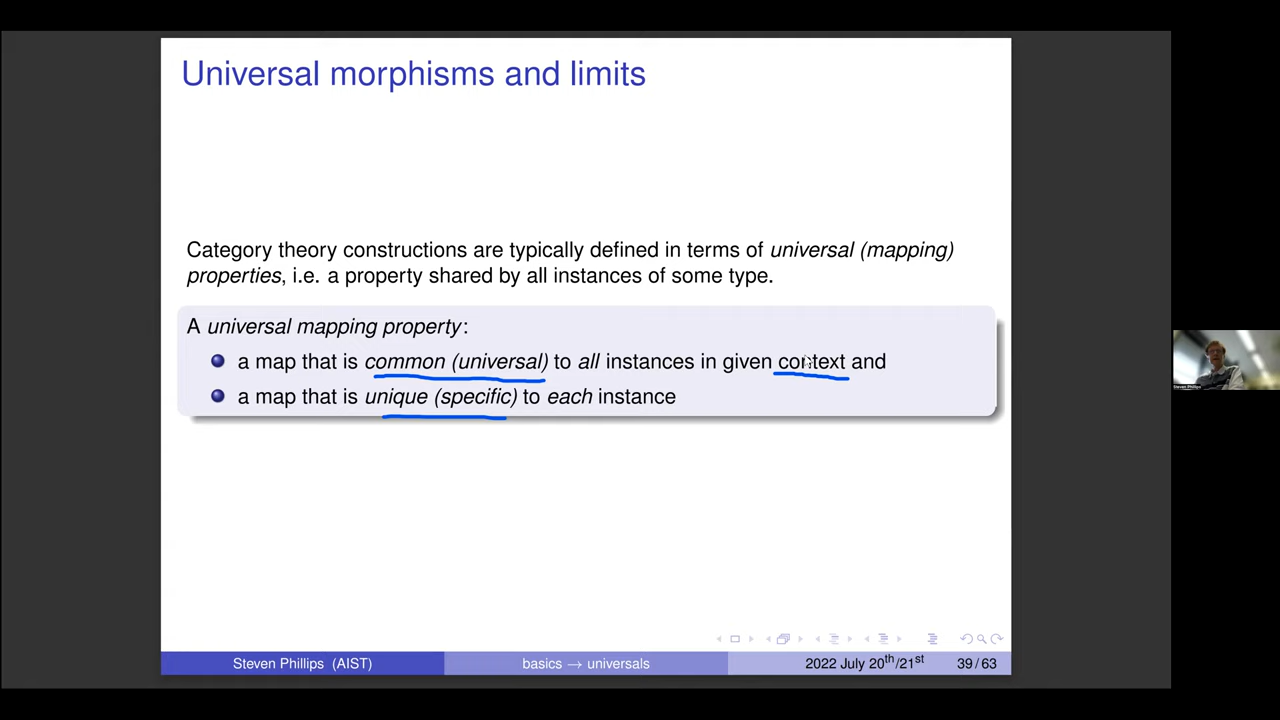 Universal morphisms and limits
Category theory constructions are typically defined in terms of universal (mapping)
properties, i.e. a property shared by all instances of some type.
A universal mapping property:
a map that is common (universal) to all instances in given context and
a map that is unique (specific) to each instance
Steven Phillips (AIST)
basics → universals
2022 July 20th/21st
39 / 63
Steven Phillips